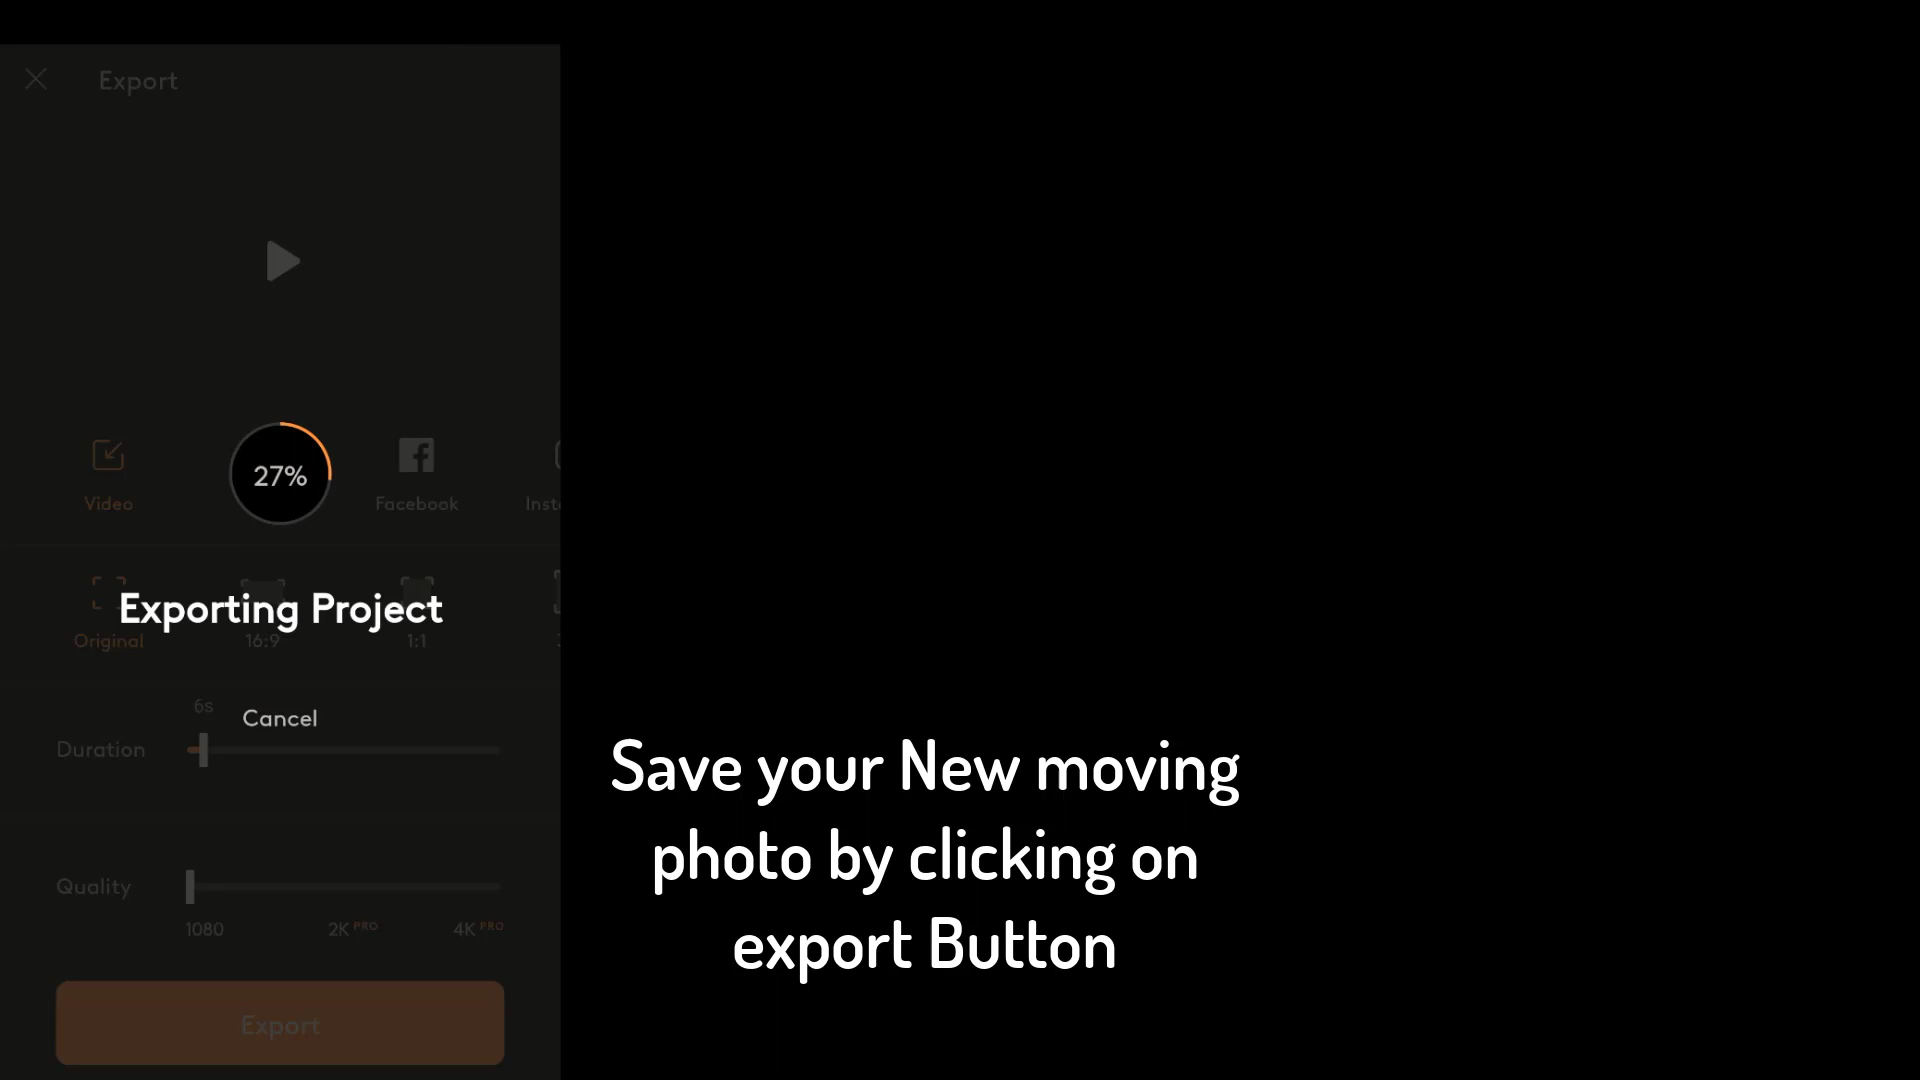 Export
27%
Video
Facebook
Exporting Project
Original
16:9
1:1
6s
Cancel
Duration
Quality
1080
2K PRO
4K PRO
Export
Save your New moving
photo by clicking on
export Button